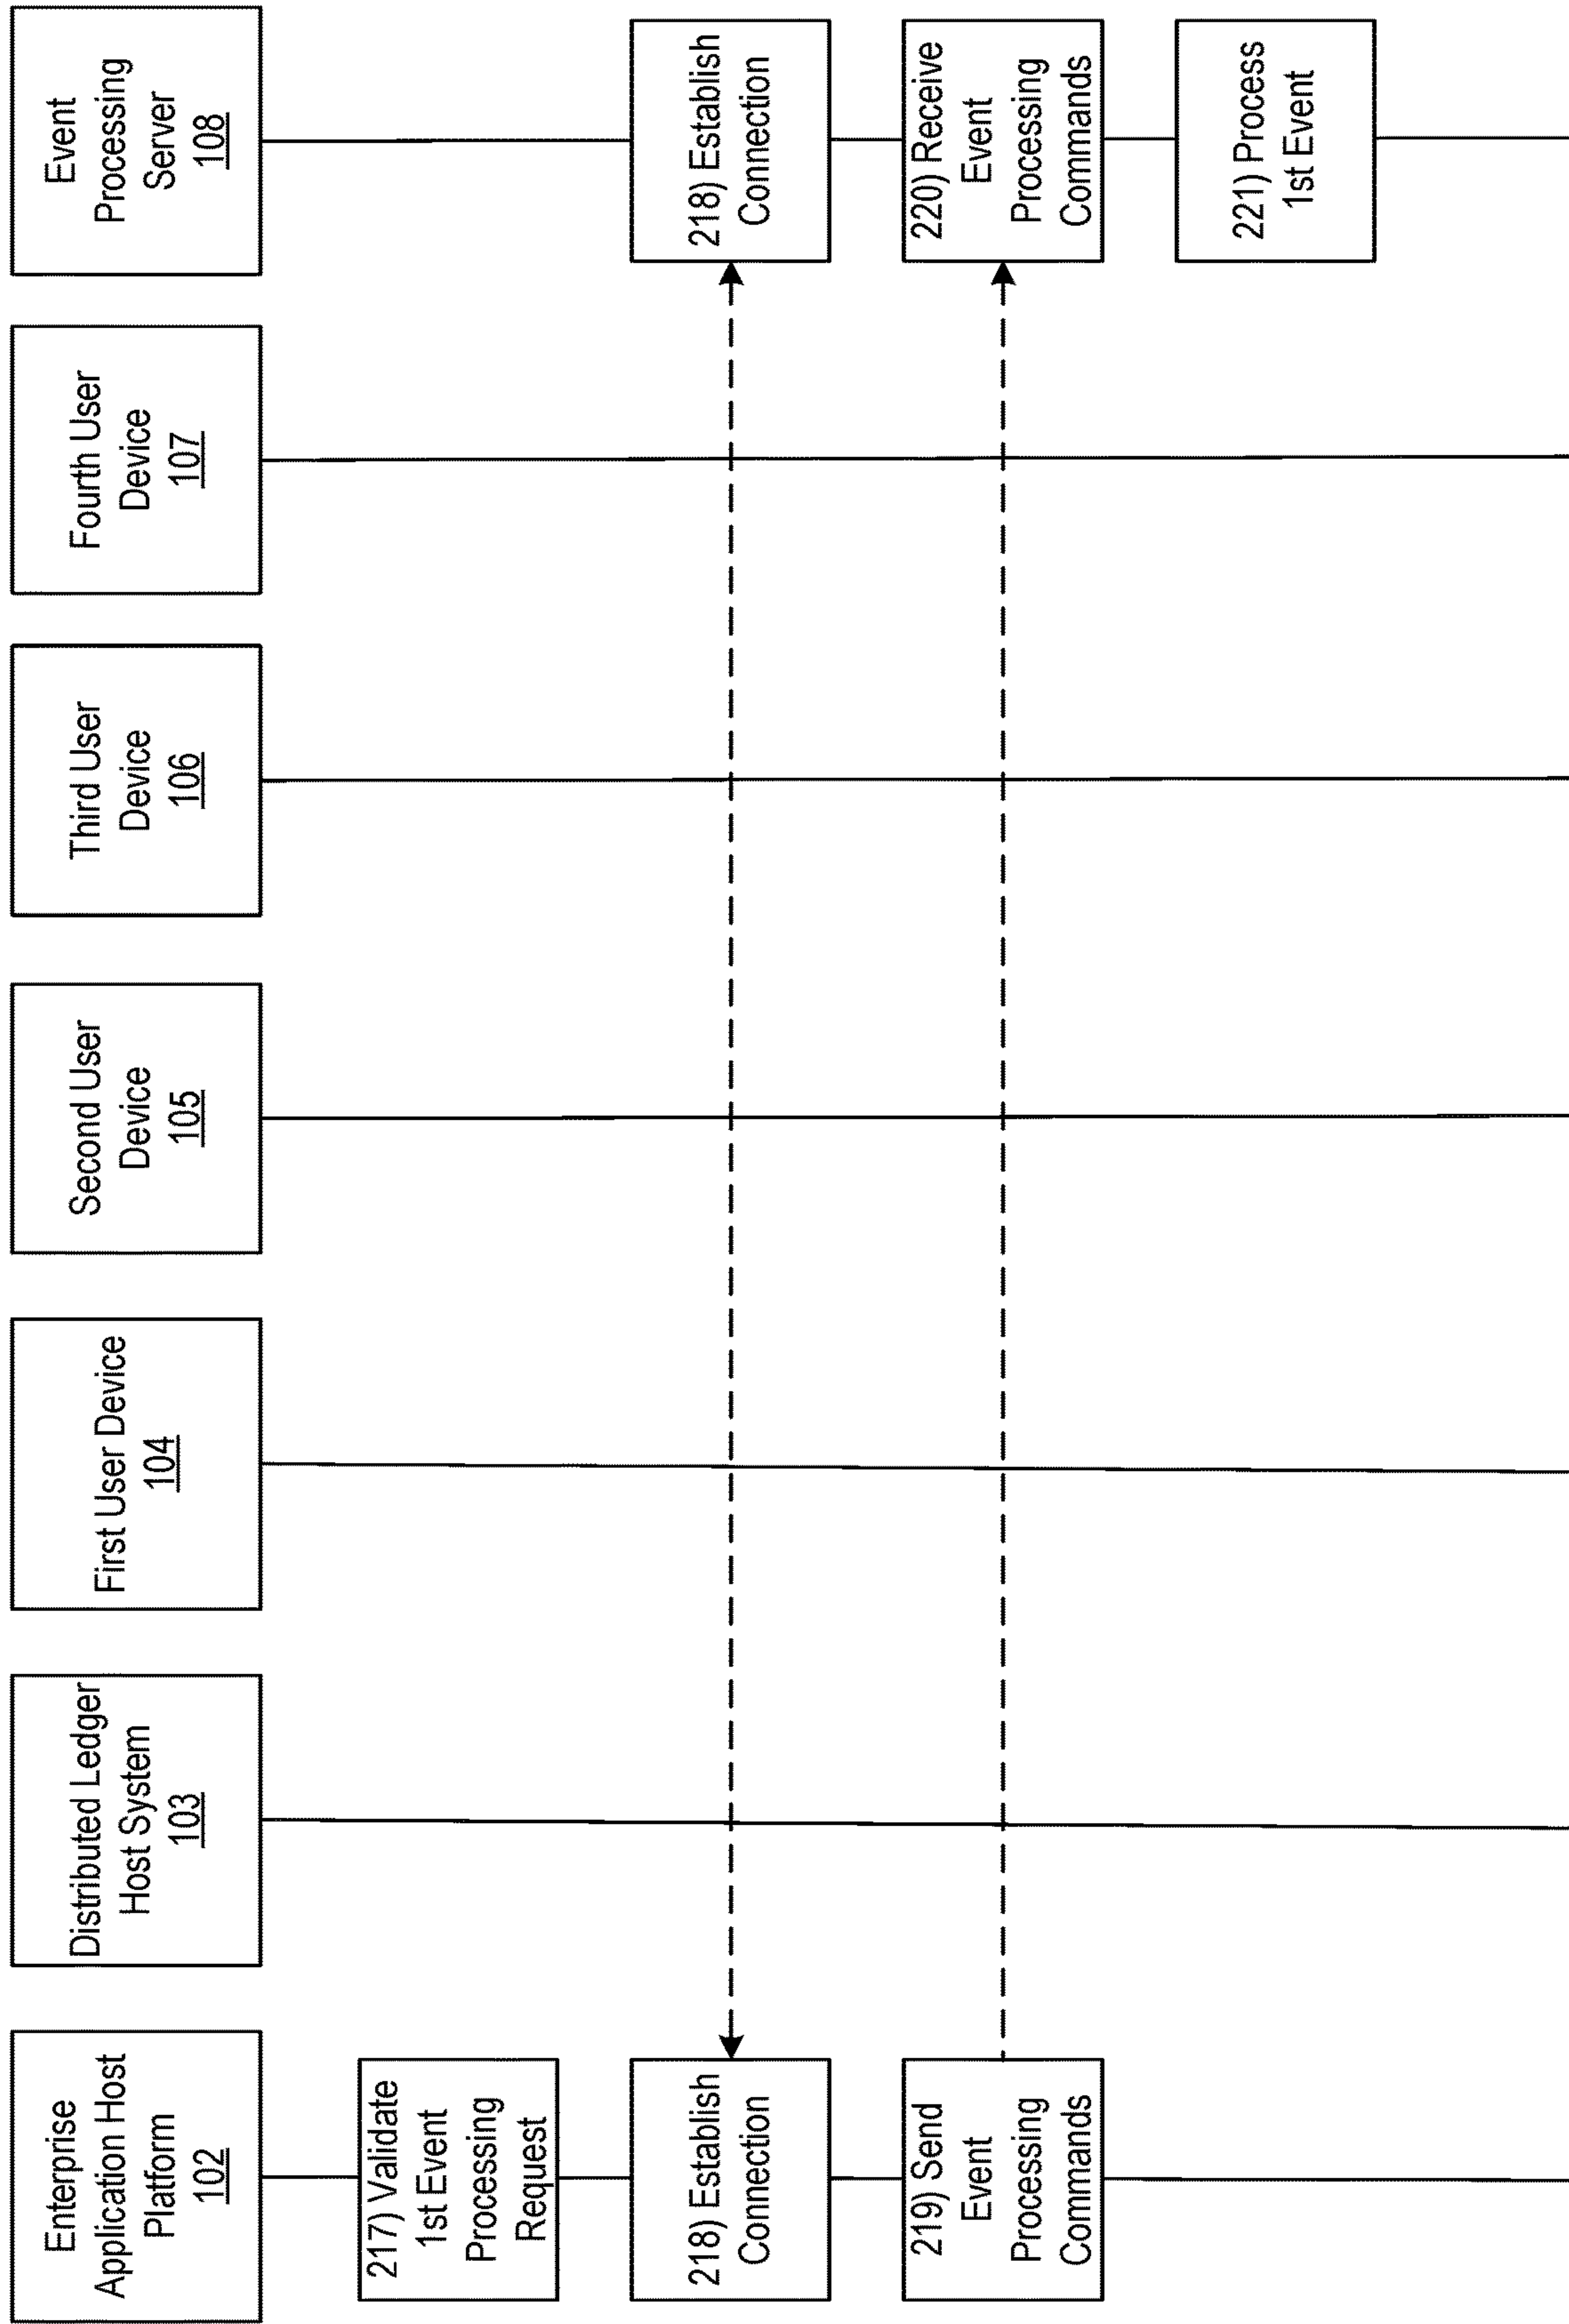 Enterprise
Application Host
Platform
102
Distributed Ledger
Host System
103
First User Device
104
Second User
Device
105
Third User
Device
106
Fourth User
Device
107
Event
Processing
Server
108
217) Validate
1st Event
Processing
Request
218) Establish
Connection
218) Establish
Connection
219) Send
Event
Processing
Commands
220) Receive
Event
Processing
Commands
221) Process
1st Event